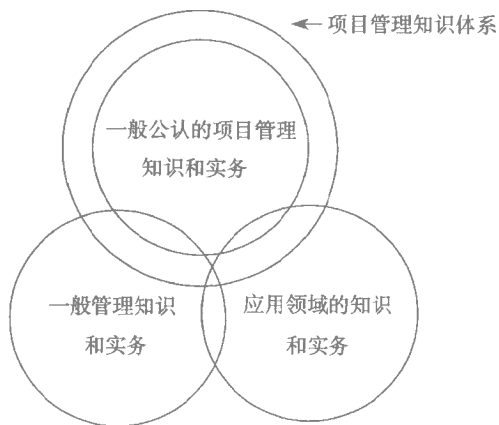 项目管理知识体系
一般公认的项目管理
知识和实务
一般管理知识
和实务
应用领域的知识
和实务